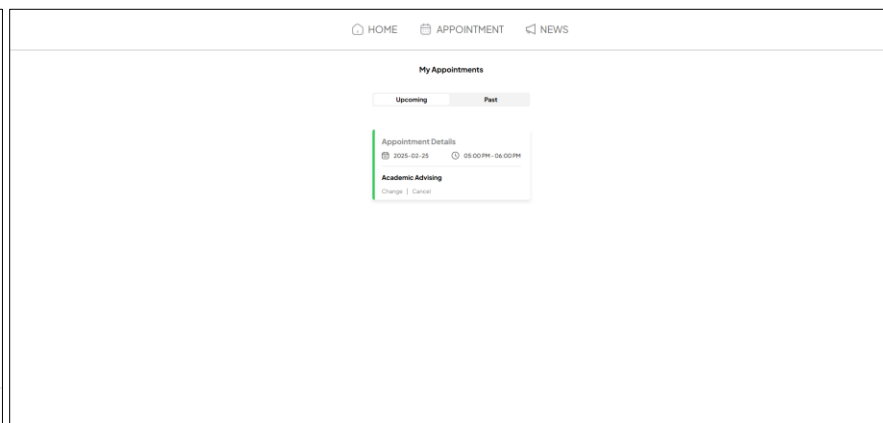 HOME APPOINTMENT NEWS
My Appointments
Upcoming Past
Appointment Details
2025-02-25 05:00 PM - 06:00 PM
Academic Advising
Change | Cancel